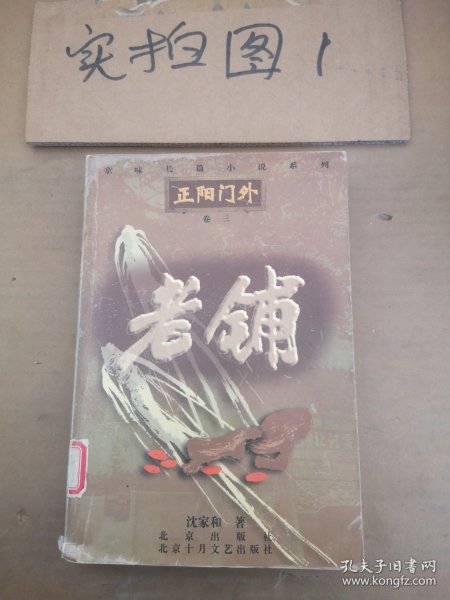 实拍图1
京味长篇小说系列
正阳门外
卷三
老铺
沈家和 著
北京出版社
北京十月文艺出版社
孔夫子旧书网
www.kongfz.com